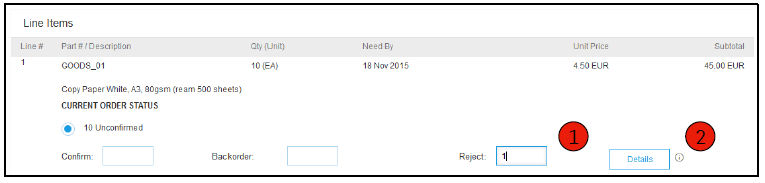 Line Items
Line # Part # / Description Qty (Unit) Need By Unit Price Subtotal
1 GOODS_01 10 (EA) 18 Nov 2015 4.50 EUR 45.00 EUR
Copy Paper White, A3, 80gsm (ream 500 sheets)
CURRENT ORDER STATUS
10 Unconfirmed
Confirm: Backorder: Reject: 1 1 Details 2